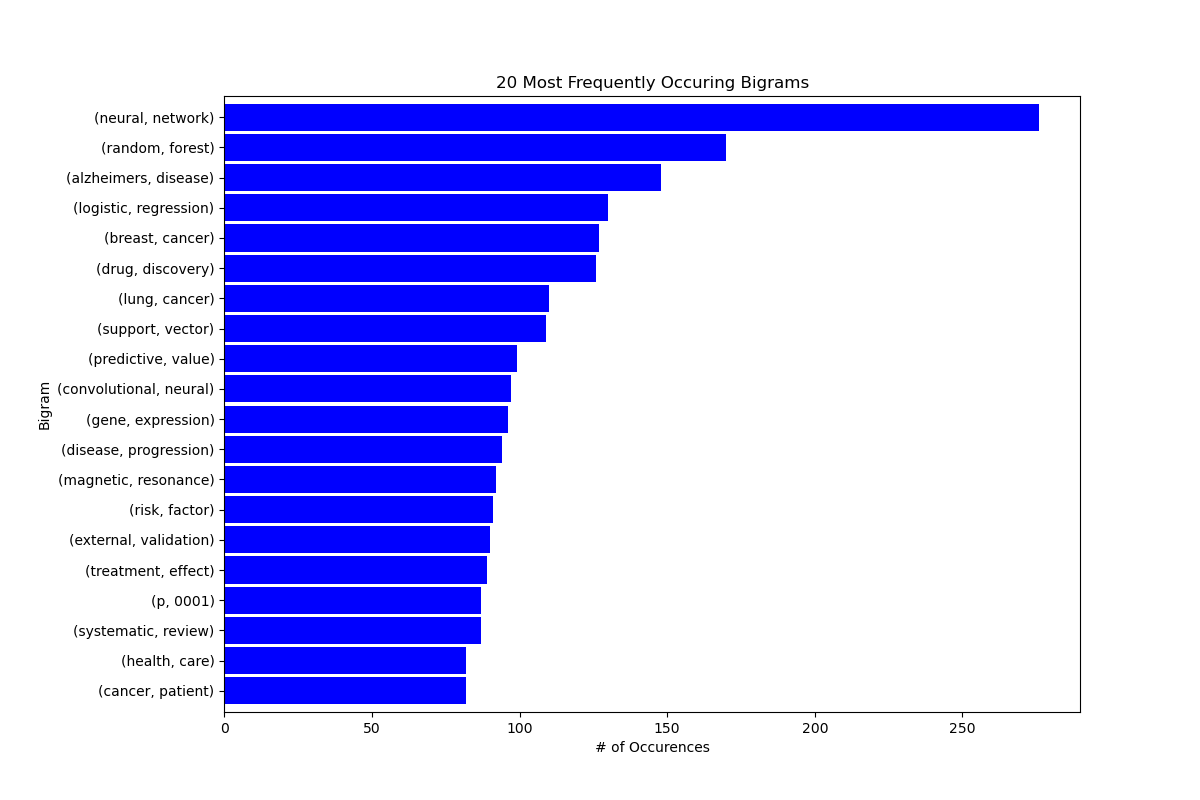 20 Most Frequently Occuring Bigrams
(neural, network)
(random, forest)
(alzheimers, disease)
(logistic, regression)
(breast, cancer)
(drug, discovery)
(lung, cancer)
(support, vector)
(predictive, value)
(convolutional, neural)
(gene, expression)
(disease, progression)
(magnetic, resonance)
(risk, factor)
(external, validation)
(treatment, effect)
(p, 0001)
(systematic, review)
(health, care)
(cancer, patient)
Bigram
0 50 100 150 200 250
# of Occurences